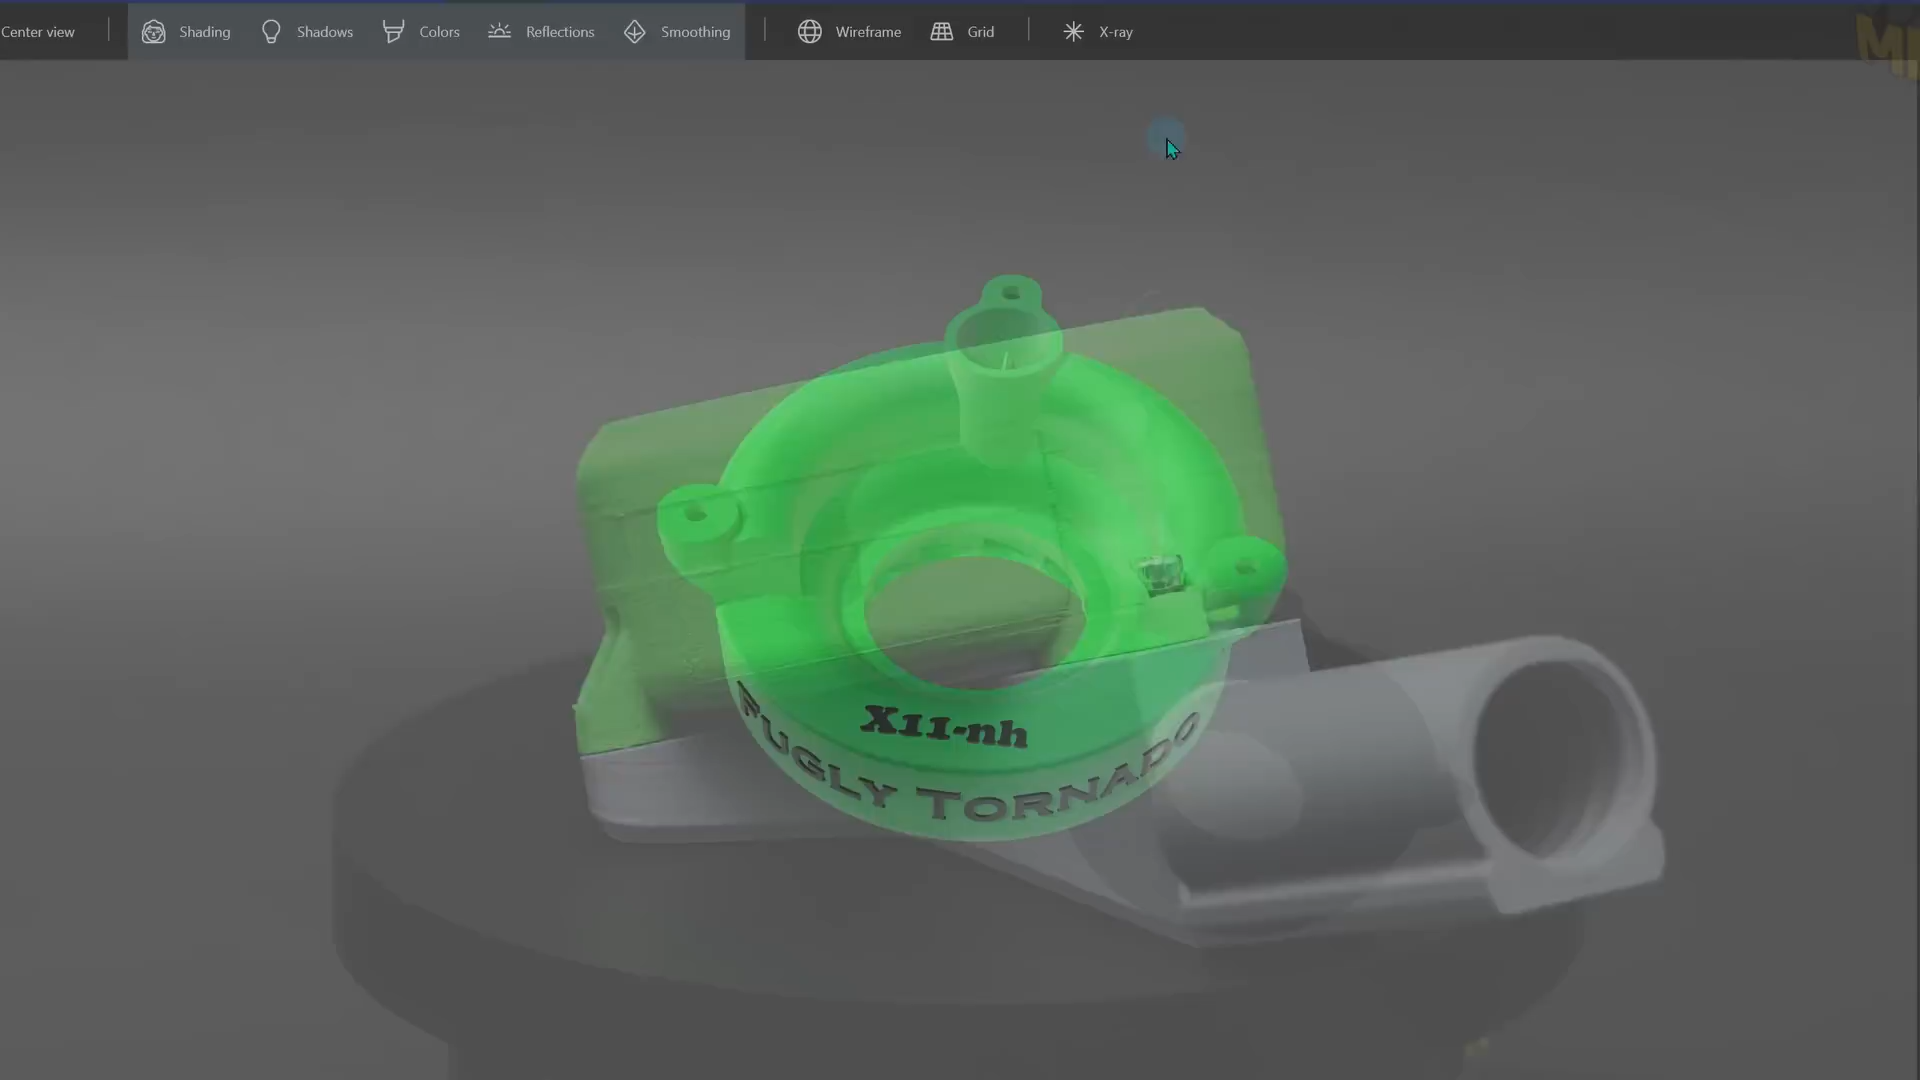 Center view Shading Shadows Colors Reflections Smoothing Wireframe Grid X-ray
X11-nh
FUGLY TORNADO